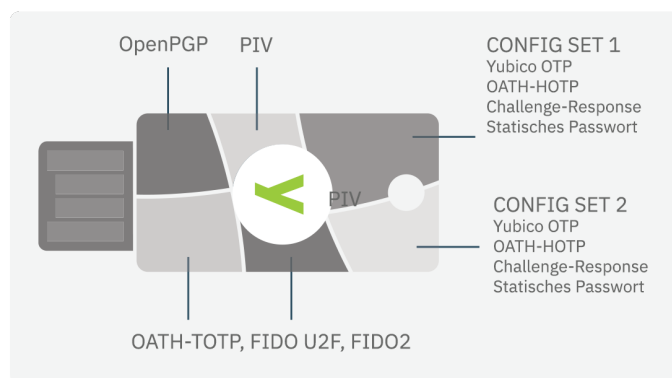 OpenPGP PIV
CONFIG SET 1
Yubico OTP
OATH-HOTP
Challenge-Response
Statisches Passwort
PIV
CONFIG SET 2
Yubico OTP
OATH-HOTP
Challenge-Response
Statisches Passwort
OATH-TOTP, FIDO U2F, FIDO2